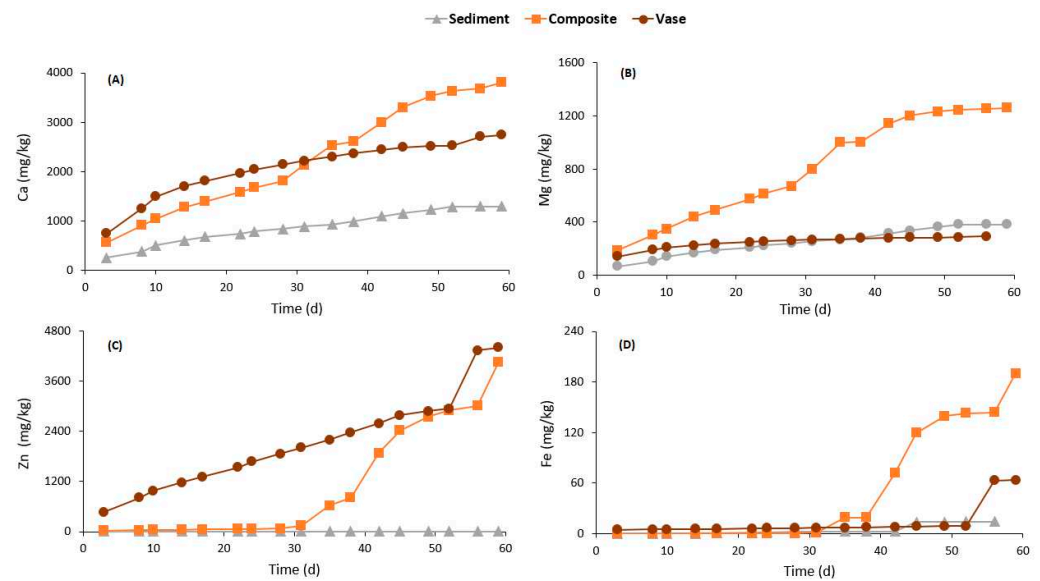 Sediment Composite Vase
(A)
Ca (mg/kg)
4000
3000
2000
1000
0
0 10 20 30 40 50 60
Time (d)
(B)
Mg (mg/kg)
1600
1200
800
400
0
0 10 20 30 40 50 60
Time (d)
(C)
Zn (mg/kg)
4800
3600
2400
1200
0
0 10 20 30 40 50 60
Time (d)
(D)
Fe (mg/kg)
240
180
120
60
0
0 10 20 30 40 50 60
Time (d)